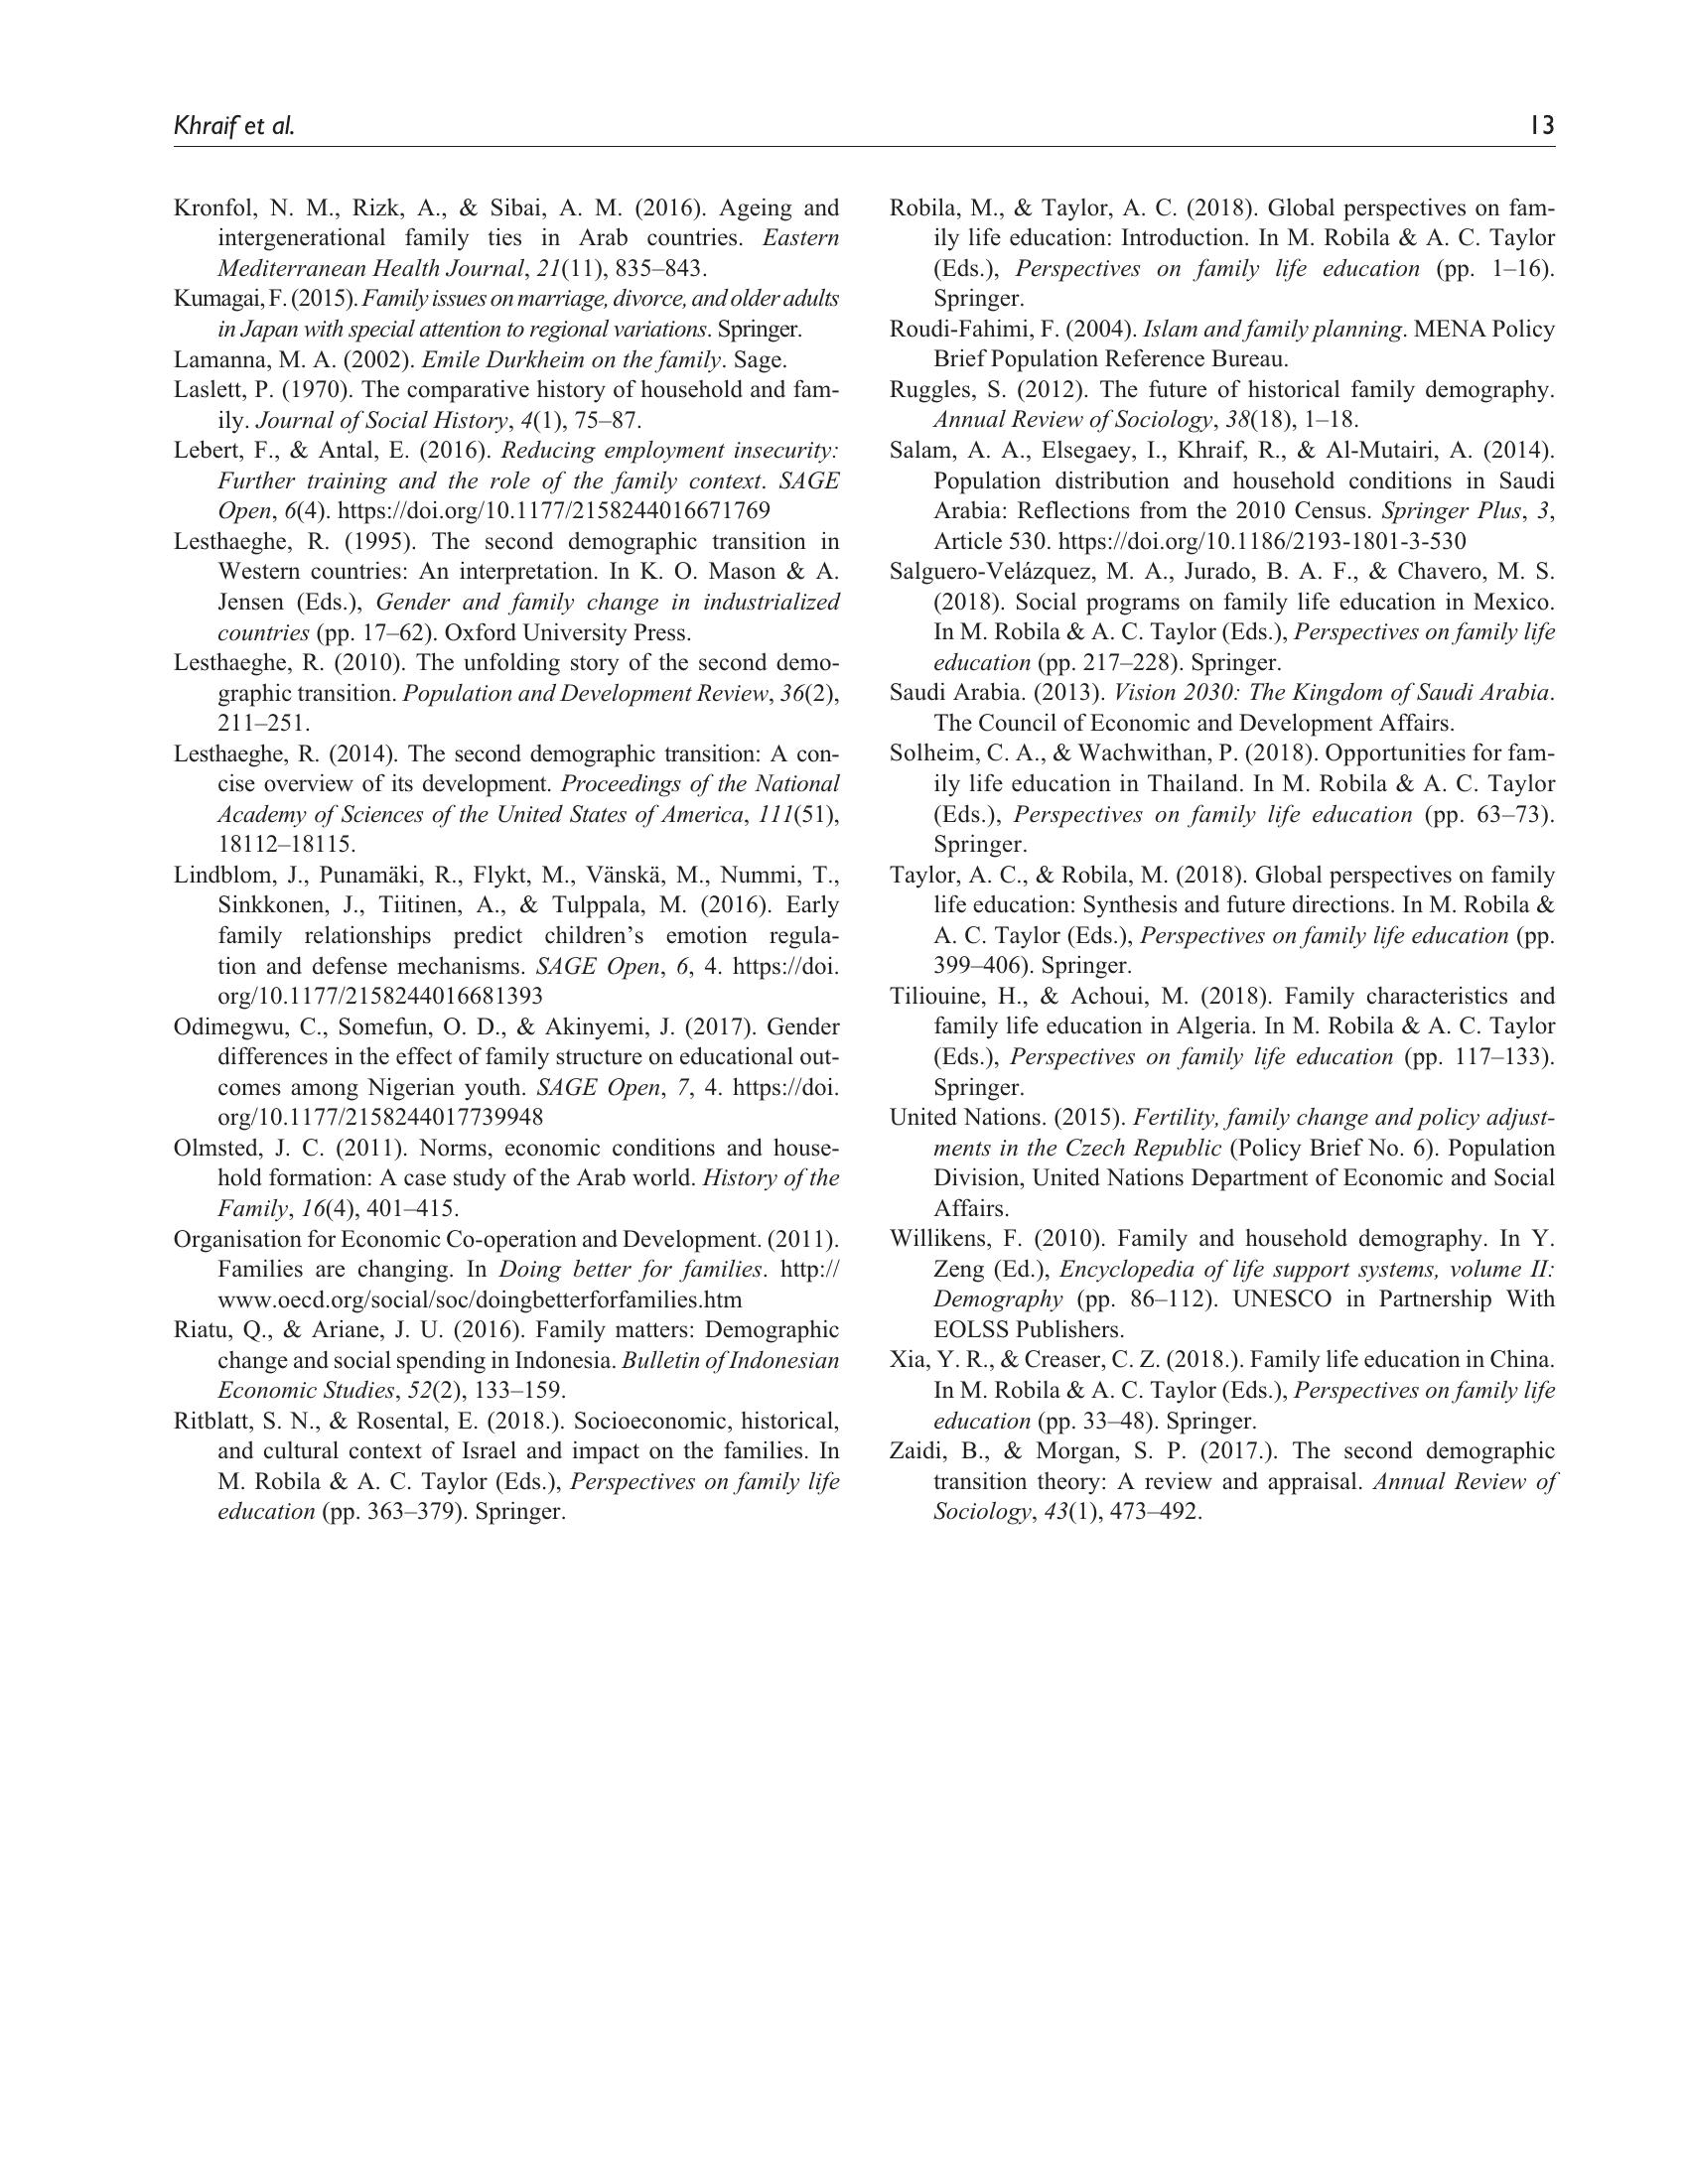 Khraif et al.
13
Kronfol, N. M., Rizk, A., & Sibai, A. M. (2016). Ageing and
intergenerational family ties in Arab countries. Eastern
Mediterranean Health Journal, 21(11), 835–843.
Kumagai, F. (2015). Family issues on marriage, divorce, and older adults
in Japan with special attention to regional variations. Springer.
Lamanna, M. A. (2002). Emile Durkheim on the family. Sage.
Laslett, P. (1970). The comparative history of household and fam-
ily. Journal of Social History, 4(1), 75–87.
Lebert, F., & Antal, E. (2016). Reducing employment insecurity:
Further training and the role of the family context. SAGE
Open, 6(4). https://doi.org/10.1177/2158244016671769
Lesthaeghe, R. (1995). The second demographic transition in
Western countries: An interpretation. In K. O. Mason & A.
Jensen (Eds.), Gender and family change in industrialized
countries (pp. 17–62). Oxford University Press.
Lesthaeghe, R. (2010). The unfolding story of the second demo-
graphic transition. Population and Development Review, 36(2),
211–251.
Lesthaeghe, R. (2014). The second demographic transition: A con-
cise overview of its development. Proceedings of the National
Academy of Sciences of the United States of America, 111(51),
18112–18115.
Lindblom, J., Punamäki, R., Flykt, M., Vänskä, M., Nummi, T.,
Sinkkonen, J., Tiitinen, A., & Tulppala, M. (2016). Early
family relationships predict children’s emotion regula-
tion and defense mechanisms. SAGE Open, 6, 4. https://doi.
org/10.1177/2158244016681393
Odimegwu, C., Somefun, O. D., & Akinyemi, J. (2017). Gender
differences in the effect of family structure on educational out-
comes among Nigerian youth. SAGE Open, 7, 4. https://doi.
org/10.1177/2158244017739948
Olmsted, J. C. (2011). Norms, economic conditions and house-
hold formation: A case study of the Arab world. History of the
Family, 16(4), 401–415.
Organisation for Economic Co-operation and Development. (2011).
Families are changing. In Doing better for families. http://
www.oecd.org/social/soc/doingbetterforfamilies.htm
Riatu, Q., & Ariane, J. U. (2016). Family matters: Demographic
change and social spending in Indonesia. Bulletin of Indonesian
Economic Studies, 52(2), 133–159.
Ritblatt, S. N., & Rosental, E. (2018.). Socioeconomic, historical,
and cultural context of Israel and impact on the families. In
M. Robila & A. C. Taylor (Eds.), Perspectives on family life
education (pp. 363–379). Springer.
Robila, M., & Taylor, A. C. (2018). Global perspectives on fam-
ily life education: Introduction. In M. Robila & A. C. Taylor
(Eds.), Perspectives on family life education (pp. 1–16).
Springer.
Roudi-Fahimi, F. (2004). Islam and family planning. MENA Policy
Brief Population Reference Bureau.
Ruggles, S. (2012). The future of historical family demography.
Annual Review of Sociology, 38(18), 1–18.
Salam, A. A., Elsegaey, I., Khraif, R., & Al-Mutairi, A. (2014).
Population distribution and household conditions in Saudi
Arabia: Reflections from the 2010 Census. Springer Plus, 3,
Article 530. https://doi.org/10.1186/2193-1801-3-530
Salguero-Velázquez, M. A., Jurado, B. A. F., & Chavero, M. S.
(2018). Social programs on family life education in Mexico.
In M. Robila & A. C. Taylor (Eds.), Perspectives on family life
education (pp. 217–228). Springer.
Saudi Arabia. (2013). Vision 2030: The Kingdom of Saudi Arabia.
The Council of Economic and Development Affairs.
Solheim, C. A., & Wachwithan, P. (2018). Opportunities for fam-
ily life education in Thailand. In M. Robila & A. C. Taylor
(Eds.), Perspectives on family life education (pp. 63–73).
Springer.
Taylor, A. C., & Robila, M. (2018). Global perspectives on family
life education: Synthesis and future directions. In M. Robila &
A. C. Taylor (Eds.), Perspectives on family life education (pp.
399–406). Springer.
Tiliouine, H., & Achoui, M. (2018). Family characteristics and
family life education in Algeria. In M. Robila & A. C. Taylor
(Eds.), Perspectives on family life education (pp. 117–133).
Springer.
United Nations. (2015). Fertility, family change and policy adjust-
ments in the Czech Republic (Policy Brief No. 6). Population
Division, United Nations Department of Economic and Social
Affairs.
Willikens, F. (2010). Family and household demography. In Y.
Zeng (Ed.), Encyclopedia of life support systems, volume II:
Demography (pp. 86–112). UNESCO in Partnership With
EOLSS Publishers.
Xia, Y. R., & Creaser, C. Z. (2018.). Family life education in China.
In M. Robila & A. C. Taylor (Eds.), Perspectives on family life
education (pp. 33–48). Springer.
Zaidi, B., & Morgan, S. P. (2017.). The second demographic
transition theory: A review and appraisal. Annual Review of
Sociology, 43(1), 473–492.